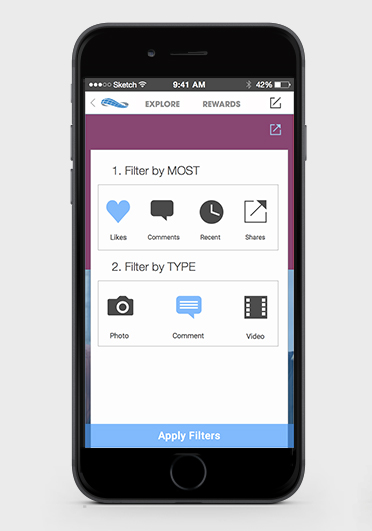 Sketch 9:41 AM 42%
EXPLORE REWARDS
1. Filter by MOST
Likes Comments Recent Shares
2. Filter by TYPE
Photo Comment Video
Apply Filters